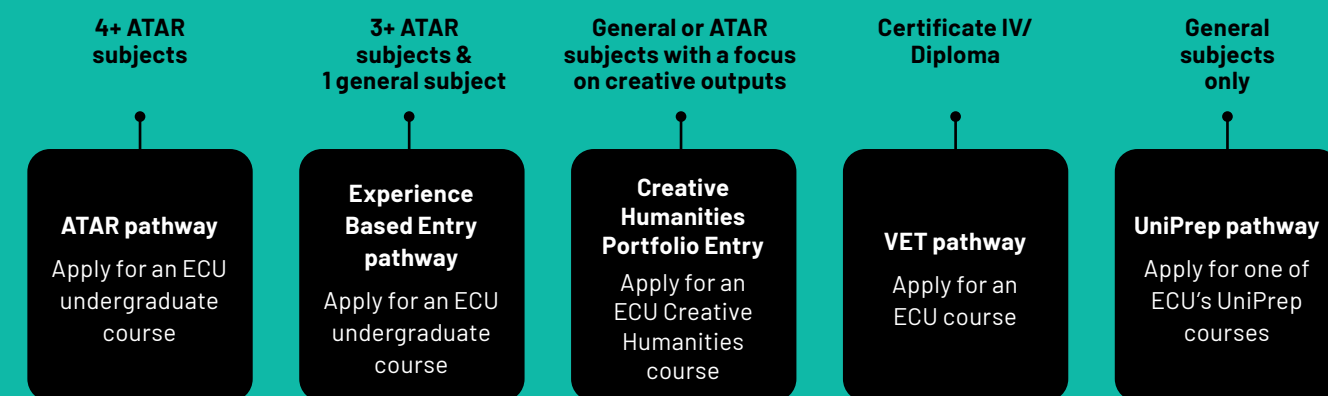 4+ ATAR
subjects
ATAR pathway
Apply for an ECU
undergraduate
course
3+ ATAR
subjects &
1 general subject
Experience
Based Entry
pathway
Apply for an ECU
undergraduate
course
General or ATAR
subjects with a focus
on creative outputs
Creative
Humanities
Portfolio Entry
Apply for an
ECU Creative
Humanities
course
Certificate IV/
Diploma
VET pathway
Apply for an
ECU course
General
subjects
only
UniPrep pathway
Apply for one of
ECU's UniPrep
courses